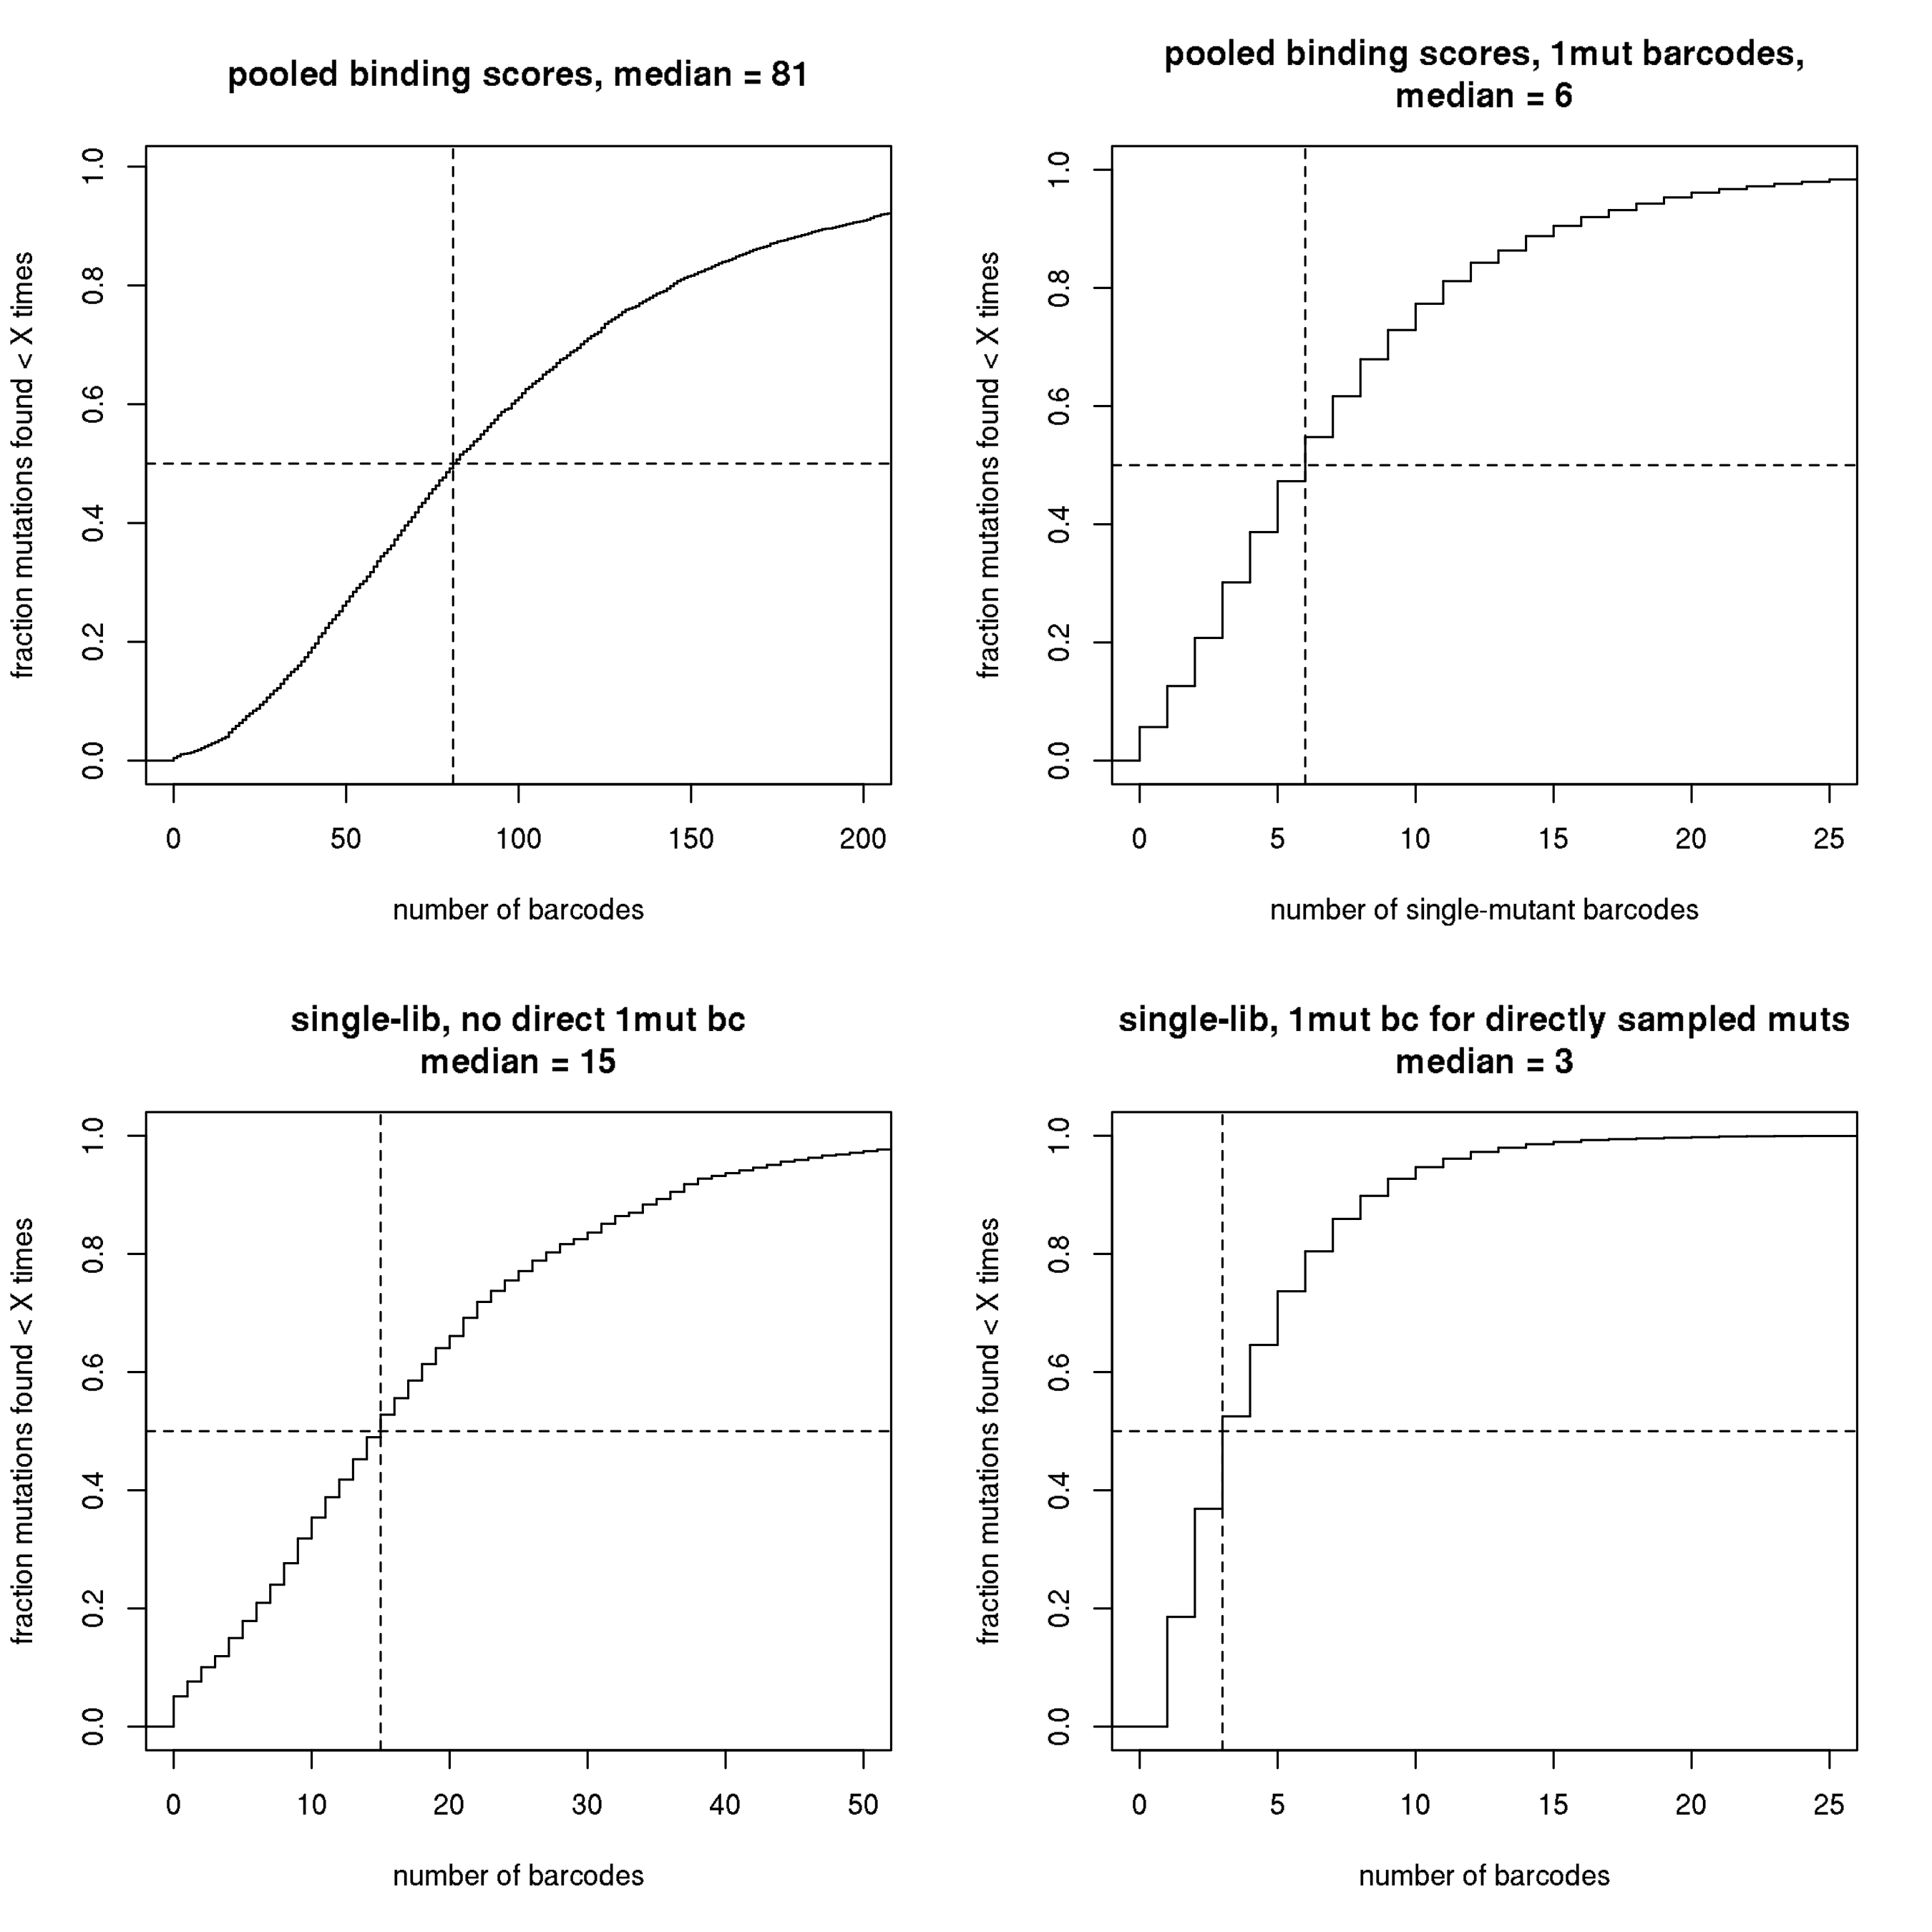 pooled binding scores, median = 81
fraction mutations found < X times
0.0 0.2 0.4 0.6 0.8 1.0
0 50 100 150 200
number of barcodes
pooled binding scores, 1mut barcodes,
median = 6
fraction mutations found < X times
0.0 0.2 0.4 0.6 0.8 1.0
0 5 10 15 20 25
number of single-mutant barcodes
single-lib, no direct 1mut bc
median = 15
fraction mutations found < X times
0.0 0.2 0.4 0.6 0.8 1.0
0 10 20 30 40 50
number of barcodes
single-lib, 1mut bc for directly sampled muts
median = 3
fraction mutations found < X times
0.0 0.2 0.4 0.6 0.8 1.0
0 5 10 15 20 25
number of barcodes